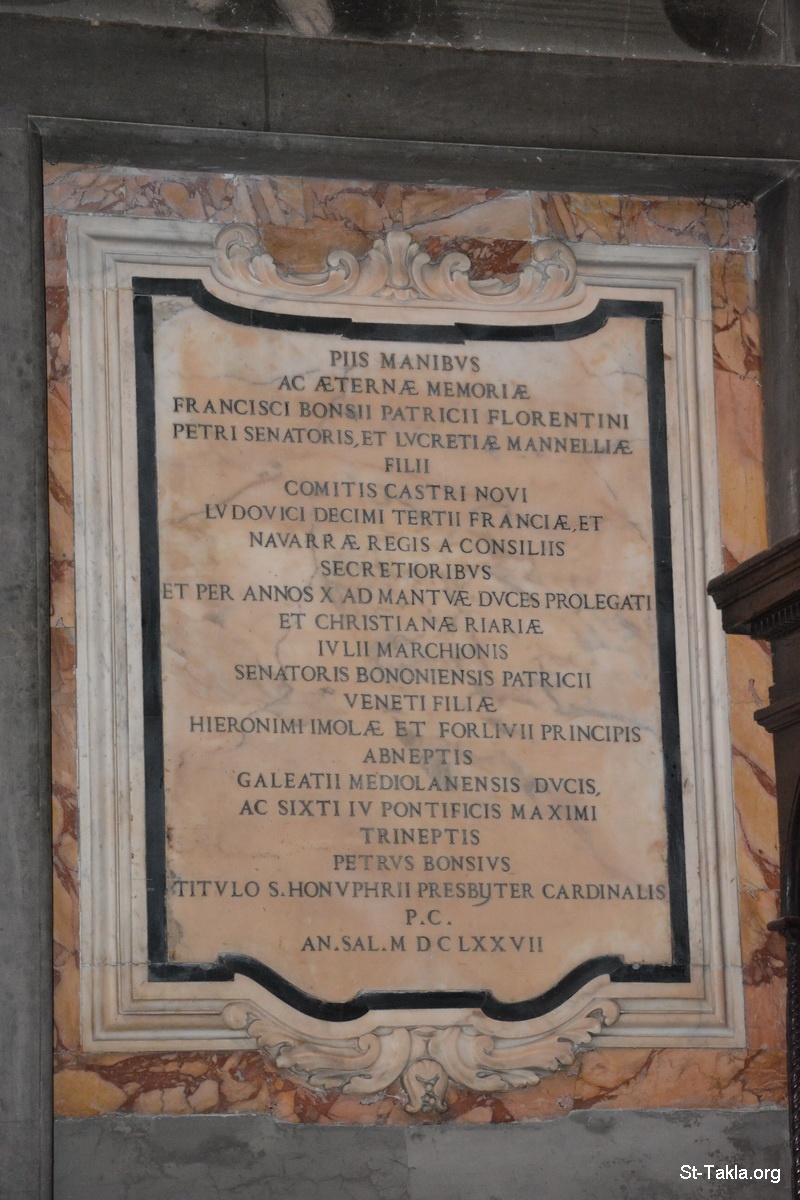 PIIS MANIBVS
AC ÆTERNÆ MEMORIÆ
FRANCISCI BONSII PATRICII FLORENTINI
PETRI SENATORIS, ET LVCRETIÆ MANNELLIÆ
FILII
COMITIS CASTRI NOVI
LVDOVICI DECIMI TERTII FRANCIÆ, ET
NAVARRÆ REGIS A CONSILIIS
SECRETIORIBVS
ET PER ANNOS X AD MANTVÆ DVCES PROLEGATI
ET CHRISTIANÆ RIARIÆ
IVLII MARCHIONIS
SENATORIS BONONIENSIS PATRICII
VENETI FILIÆ
HIERONIMI IMOLÆ ET FORLIVII PRINCIPIS
ABNEPTIS
GALEATII MEDIOLANENSIS DVCIS,
AC SIXTI IV PONTIFICIS MAXIMI
TRINEPTIS
PETRVS BONSIVS
TITVLO S. HONVPHRII PRESBYTER CARDINALIS
P.C.
AN.SAL.M DCLXXVII
St-Takla.org